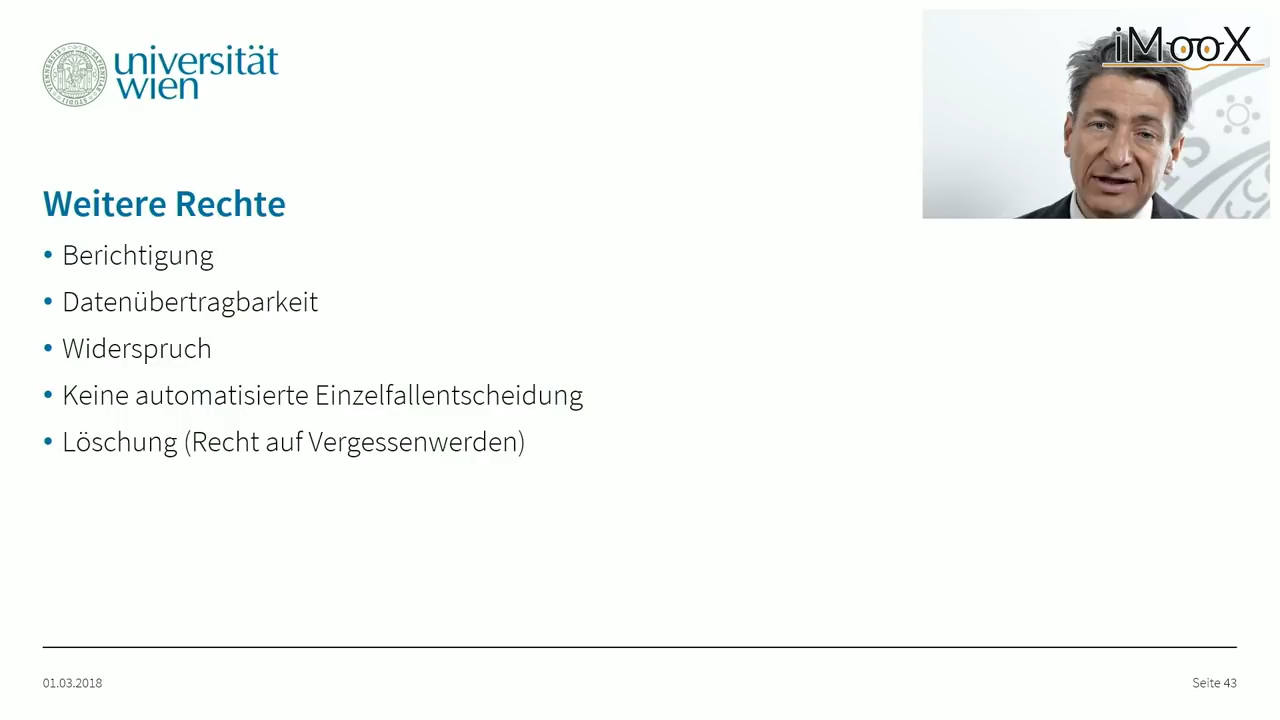 universität
wien
iMooX
Weitere Rechte
• Berichtigung
• Datenübertragbarkeit
• Widerspruch
• Keine automatisierte Einzelfallentscheidung
• Löschung (Recht auf Vergessenwerden)
01.03.2018
Seite 43